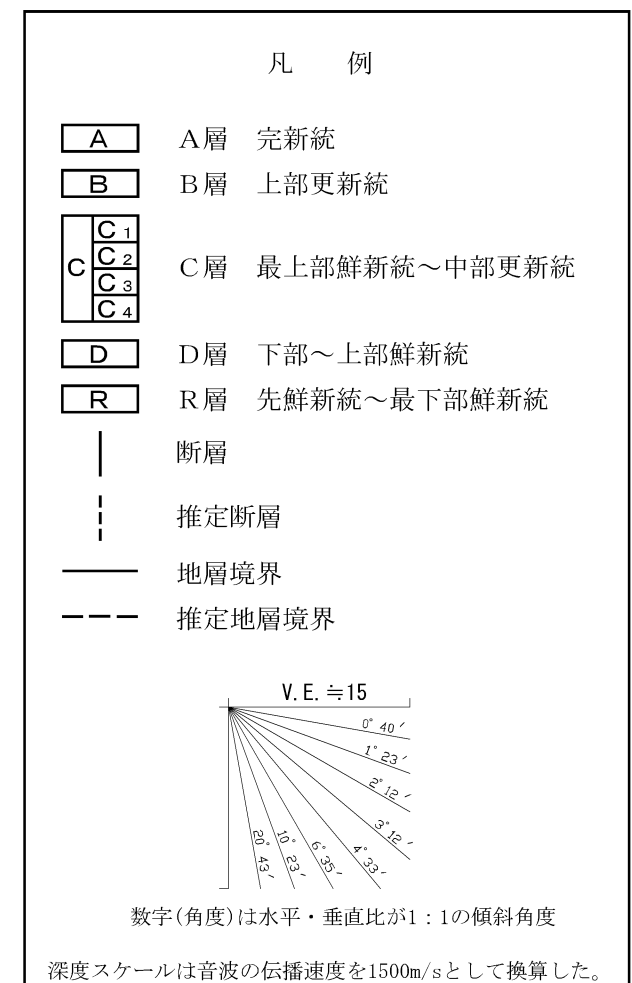 凡　例
A　A層　完新統
B　B層　上部更新統
C　C1　C2　C3　C4　C層　最上部鮮新統～中部更新統
D　D層　下部～上部鮮新統
R　R層　先鮮新統～最下部鮮新統
断層
推定断層
地層境界
推定地層境界
V.E.≒15
0° 40′
1° 23′
2° 12′
3° 12′
4° 33′
6° 35′
10° 23′
20° 43′
数字(角度)は水平・垂直比が1：1の傾斜角度
深度スケールは音波の伝播速度を1500m/sとして換算した。